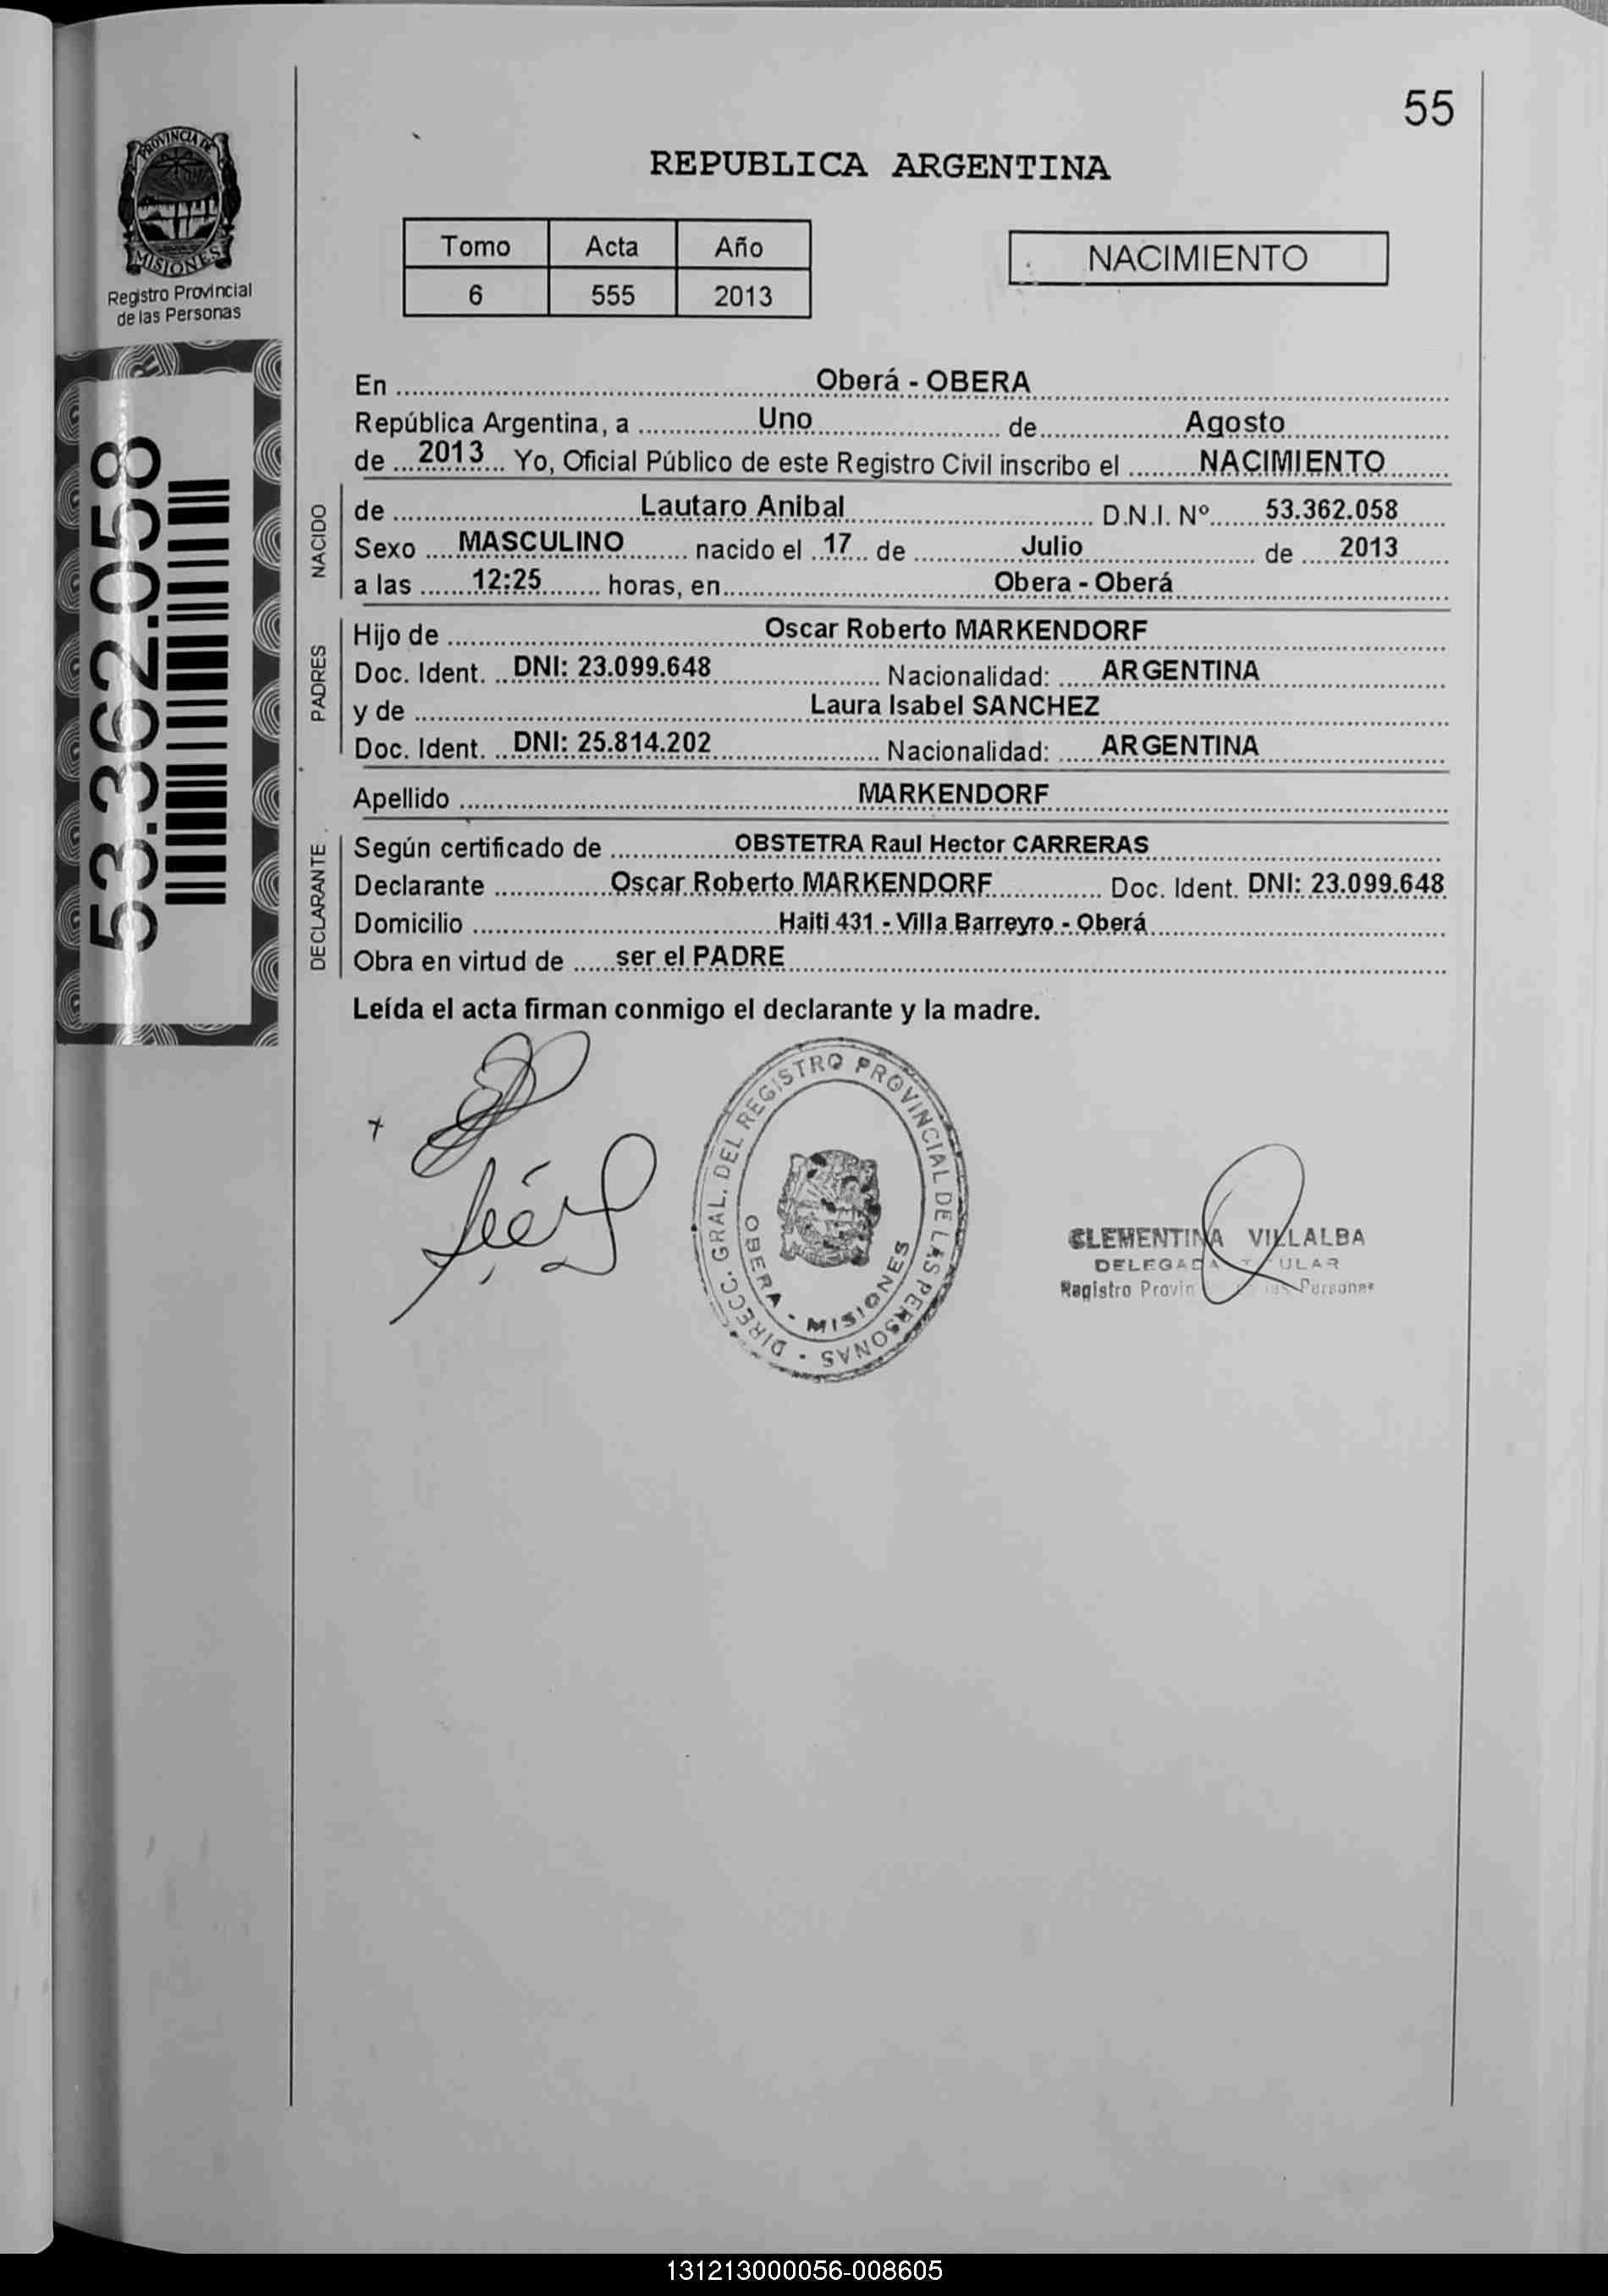 55
PROVINCIA DE
MISIONES
Registro Provincial
de las Personas
53.362.058
REPUBLICA ARGENTINA
Tomo Acta Año
6 555 2013
NACIMIENTO
En Oberá - OBERA
República Argentina, a Uno de Agosto
de 2013 Yo, Oficial Público de este Registro Civil inscribo el NACIMIENTO
NACIDO
de Lautaro Anibal D.N.I. Nº 53.362.058
Sexo MASCULINO nacido el 17 de Julio de 2013
a las 12:25 horas, en Obera - Oberá
PADRES
Hijo de Oscar Roberto MARKENDORF
Doc. Ident. DNI: 23.099.648 Nacionalidad: ARGENTINA
y de Laura Isabel SANCHEZ
Doc. Ident. DNI: 25.814.202 Nacionalidad: ARGENTINA
Apellido MARKENDORF
DECLARANTE
Según certificado de OBSTETRA Raul Hector CARRERAS
Declarante Oscar Roberto MARKENDORF Doc. Ident. DNI: 23.099.648
Domicilio Haiti 431 - Villa Barreyro - Oberá
Obra en virtud de ser el PADRE
Leída el acta firman conmigo el declarante y la madre.
DIRECC. GRAL. DEL REGISTRO PROVINCIAL DE LAS PERSONAS
OBERA - MISIONES
CLEMENTINA VILLALBA
DELEGADA
Registro Personas
131213000056-008605